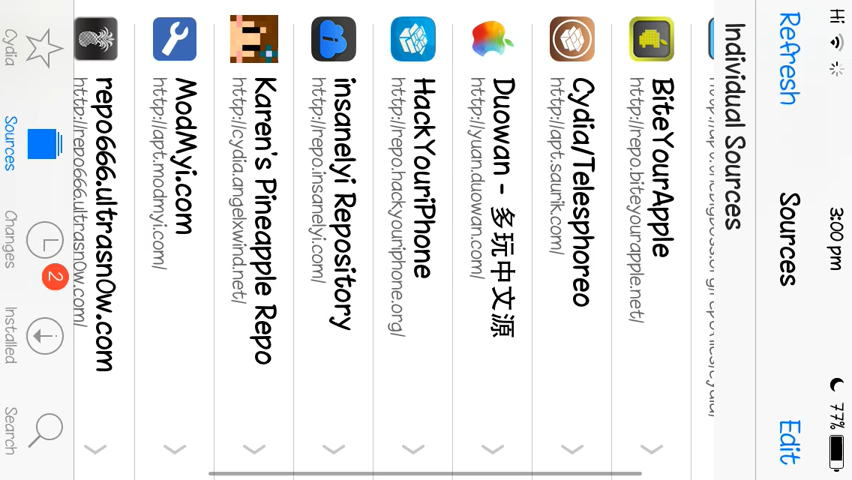 Hi 3:00 pm 77%
Refresh Sources Edit
Individual Sources
BiteYourApple
http://repo.biteyourapple.net/
Cydia/Telesphoreo
http://apt.saurik.com/
Duowan - 多玩中文源
http://yuan.duowan.com/
HackYouriPhone
http://repo.hackyouriphone.org/
insanelyi Repository
http://repo.insanelyi.com/
Karen's Pineapple Repo
http://cydia.angelxwind.net/
ModMyi.com
http://apt.modmyi.com/
repo666.ultrasn0w.com
http://repo666.ultrasn0w.com/
2
Cydia Sources Changes Installed Search